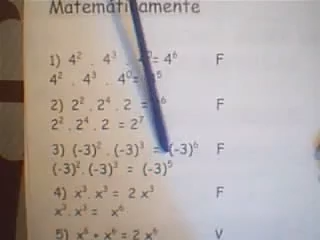 Matemáticamente
1) 4² . 4³ . 4⁰= 4⁶ F
4² . 4³ . 4⁰= ⁵
2) 2² . 2⁴ . 2 = ⁶ F
2² . 2⁴ . 2 = 2⁷
3) (-3)² . (-3)³ = (-3)⁶ F
(-3)² . (-3)³ = (-3)⁵
4) x³ . x³ = 2 x³ F
x³ . x³ = x⁶
5) x⁶ + x⁶ = 2 x⁶ V